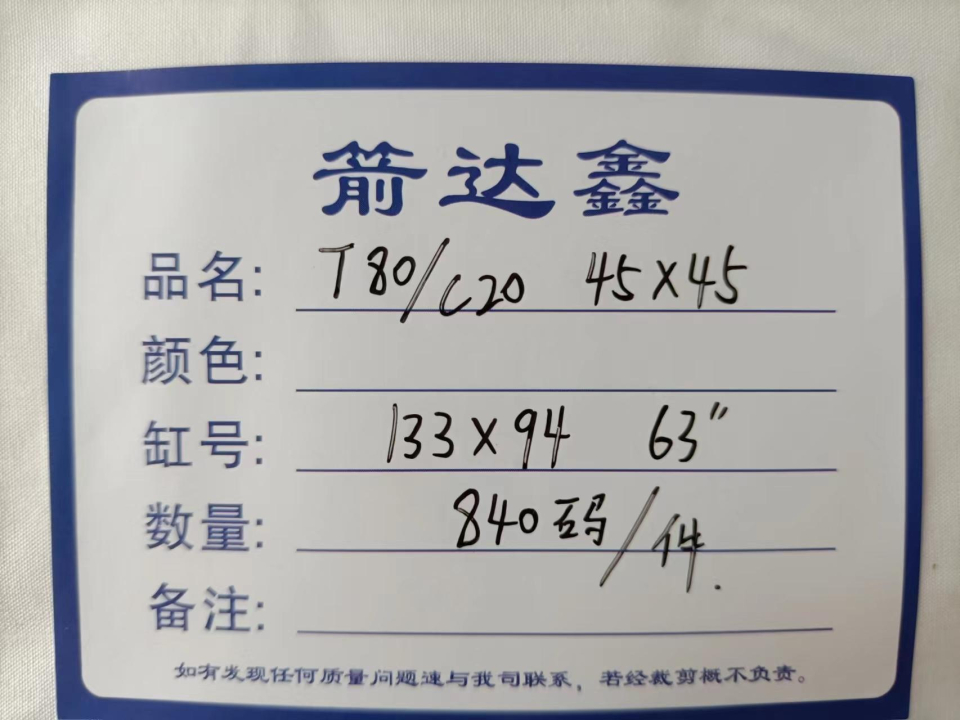 箭达鑫
品名: T80/C20 45X45
颜色:
缸号: 133X94 63"
数量: 840码/件.
备注:
如有发现任何质量问题速与我司联系，若经裁剪概不负责。